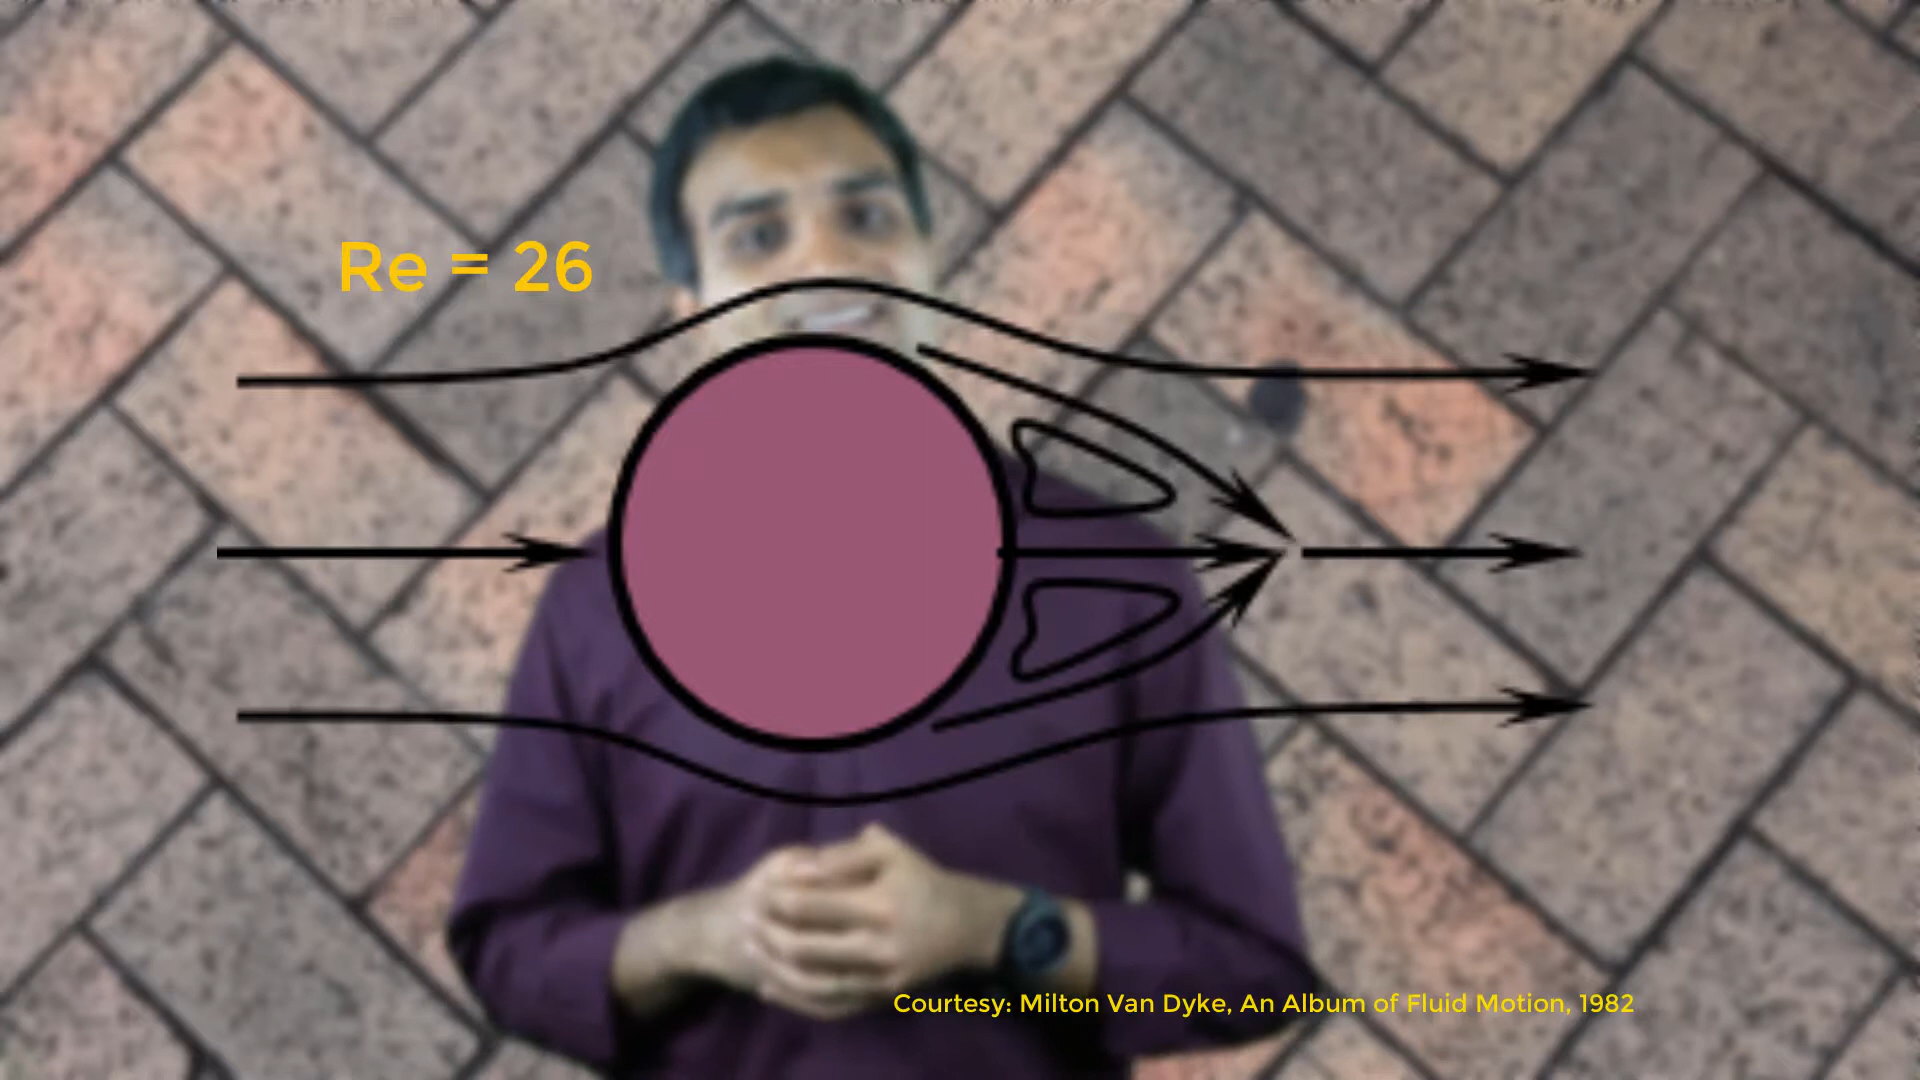 Re = 26
Courtesy: Milton Van Dyke, An Album of Fluid Motion, 1982